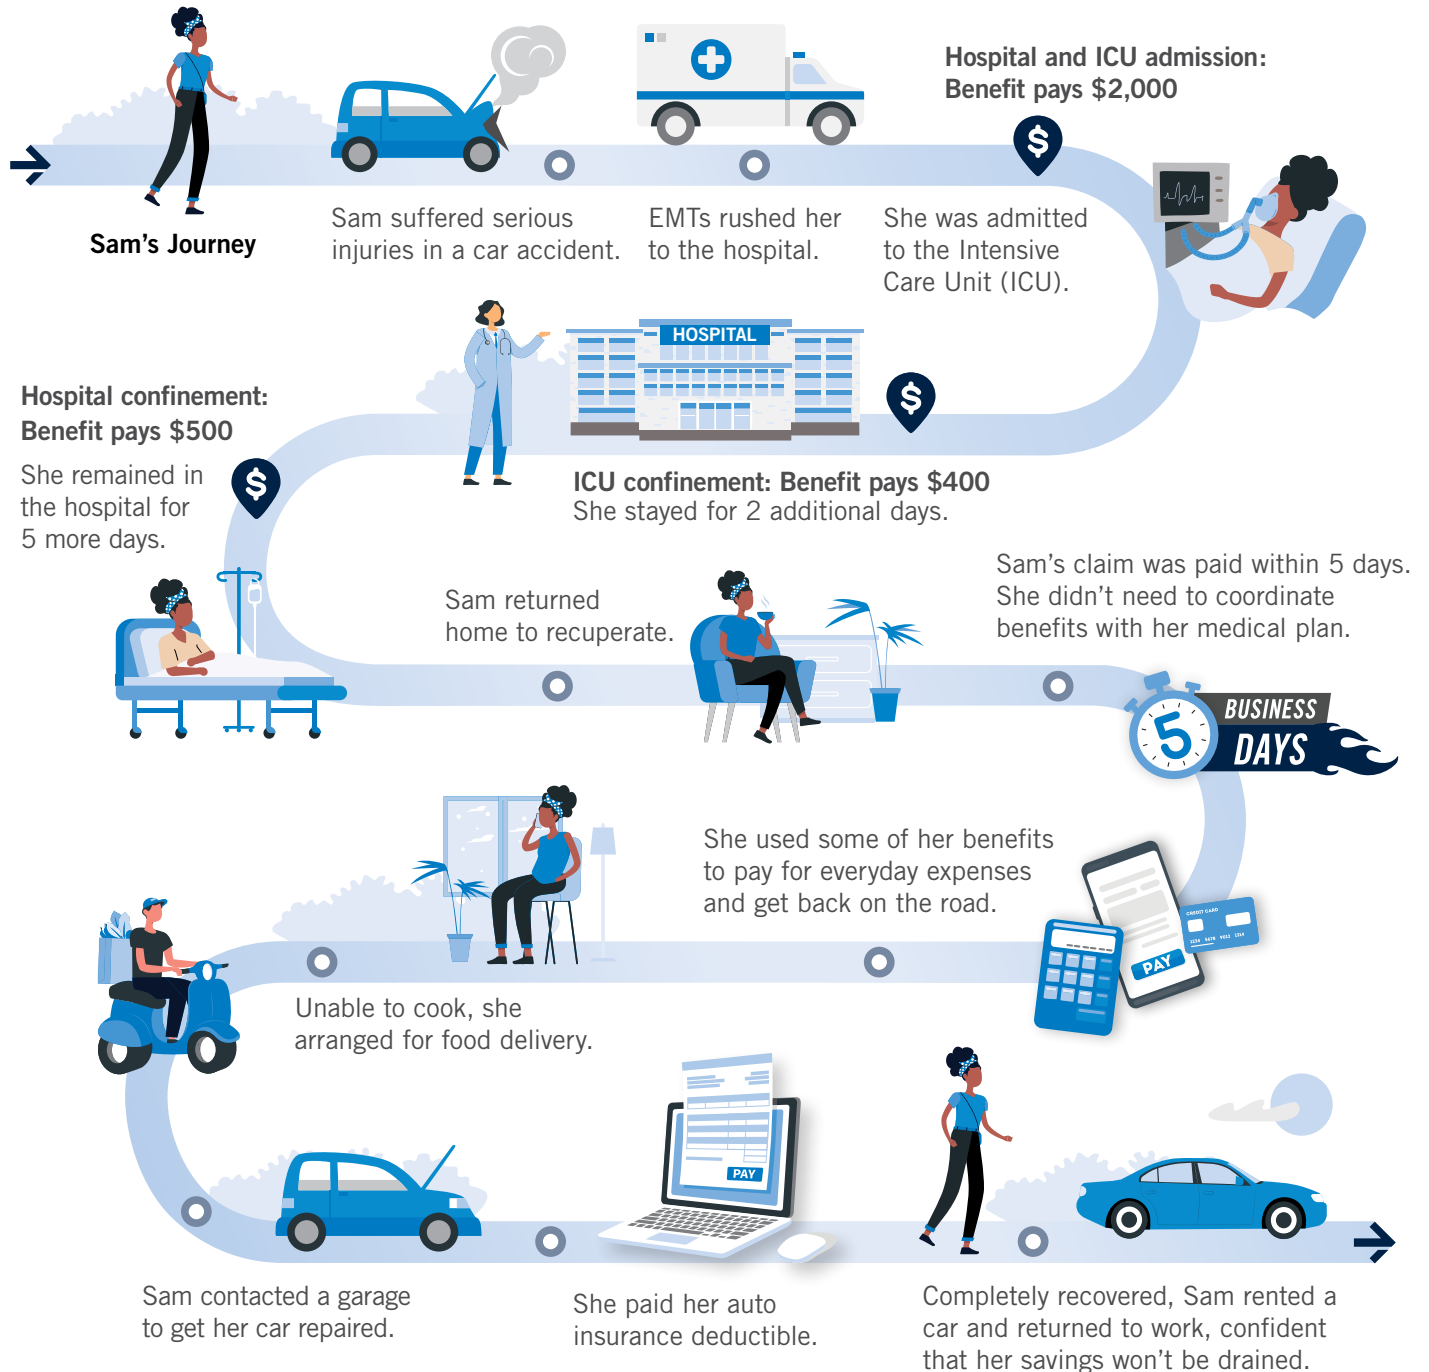 Hospital and ICU admission:
Benefit pays $2,000
$
Sam's Journey
Sam suffered serious
injuries in a car accident.
EMTs rushed her
to the hospital.
She was admitted
to the Intensive
Care Unit (ICU).
HOSPITAL
$
ICU confinement: Benefit pays $400
She stayed for 2 additional days.
Hospital confinement:
Benefit pays $500
She remained in
the hospital for
5 more days.
$
Sam returned
home to recuperate.
Sam’s claim was paid within 5 days.
She didn’t need to coordinate
benefits with her medical plan.
5
BUSINESS
DAYS
She used some of her benefits
to pay for everyday expenses
and get back on the road.
CREDIT CARD
1234 5678 9012 1314
PAY
Unable to cook, she
arranged for food delivery.
Sam contacted a garage
to get her car repaired.
PAY
She paid her auto
insurance deductible.
Completely recovered, Sam rented a
car and returned to work, confident
that her savings won’t be drained.